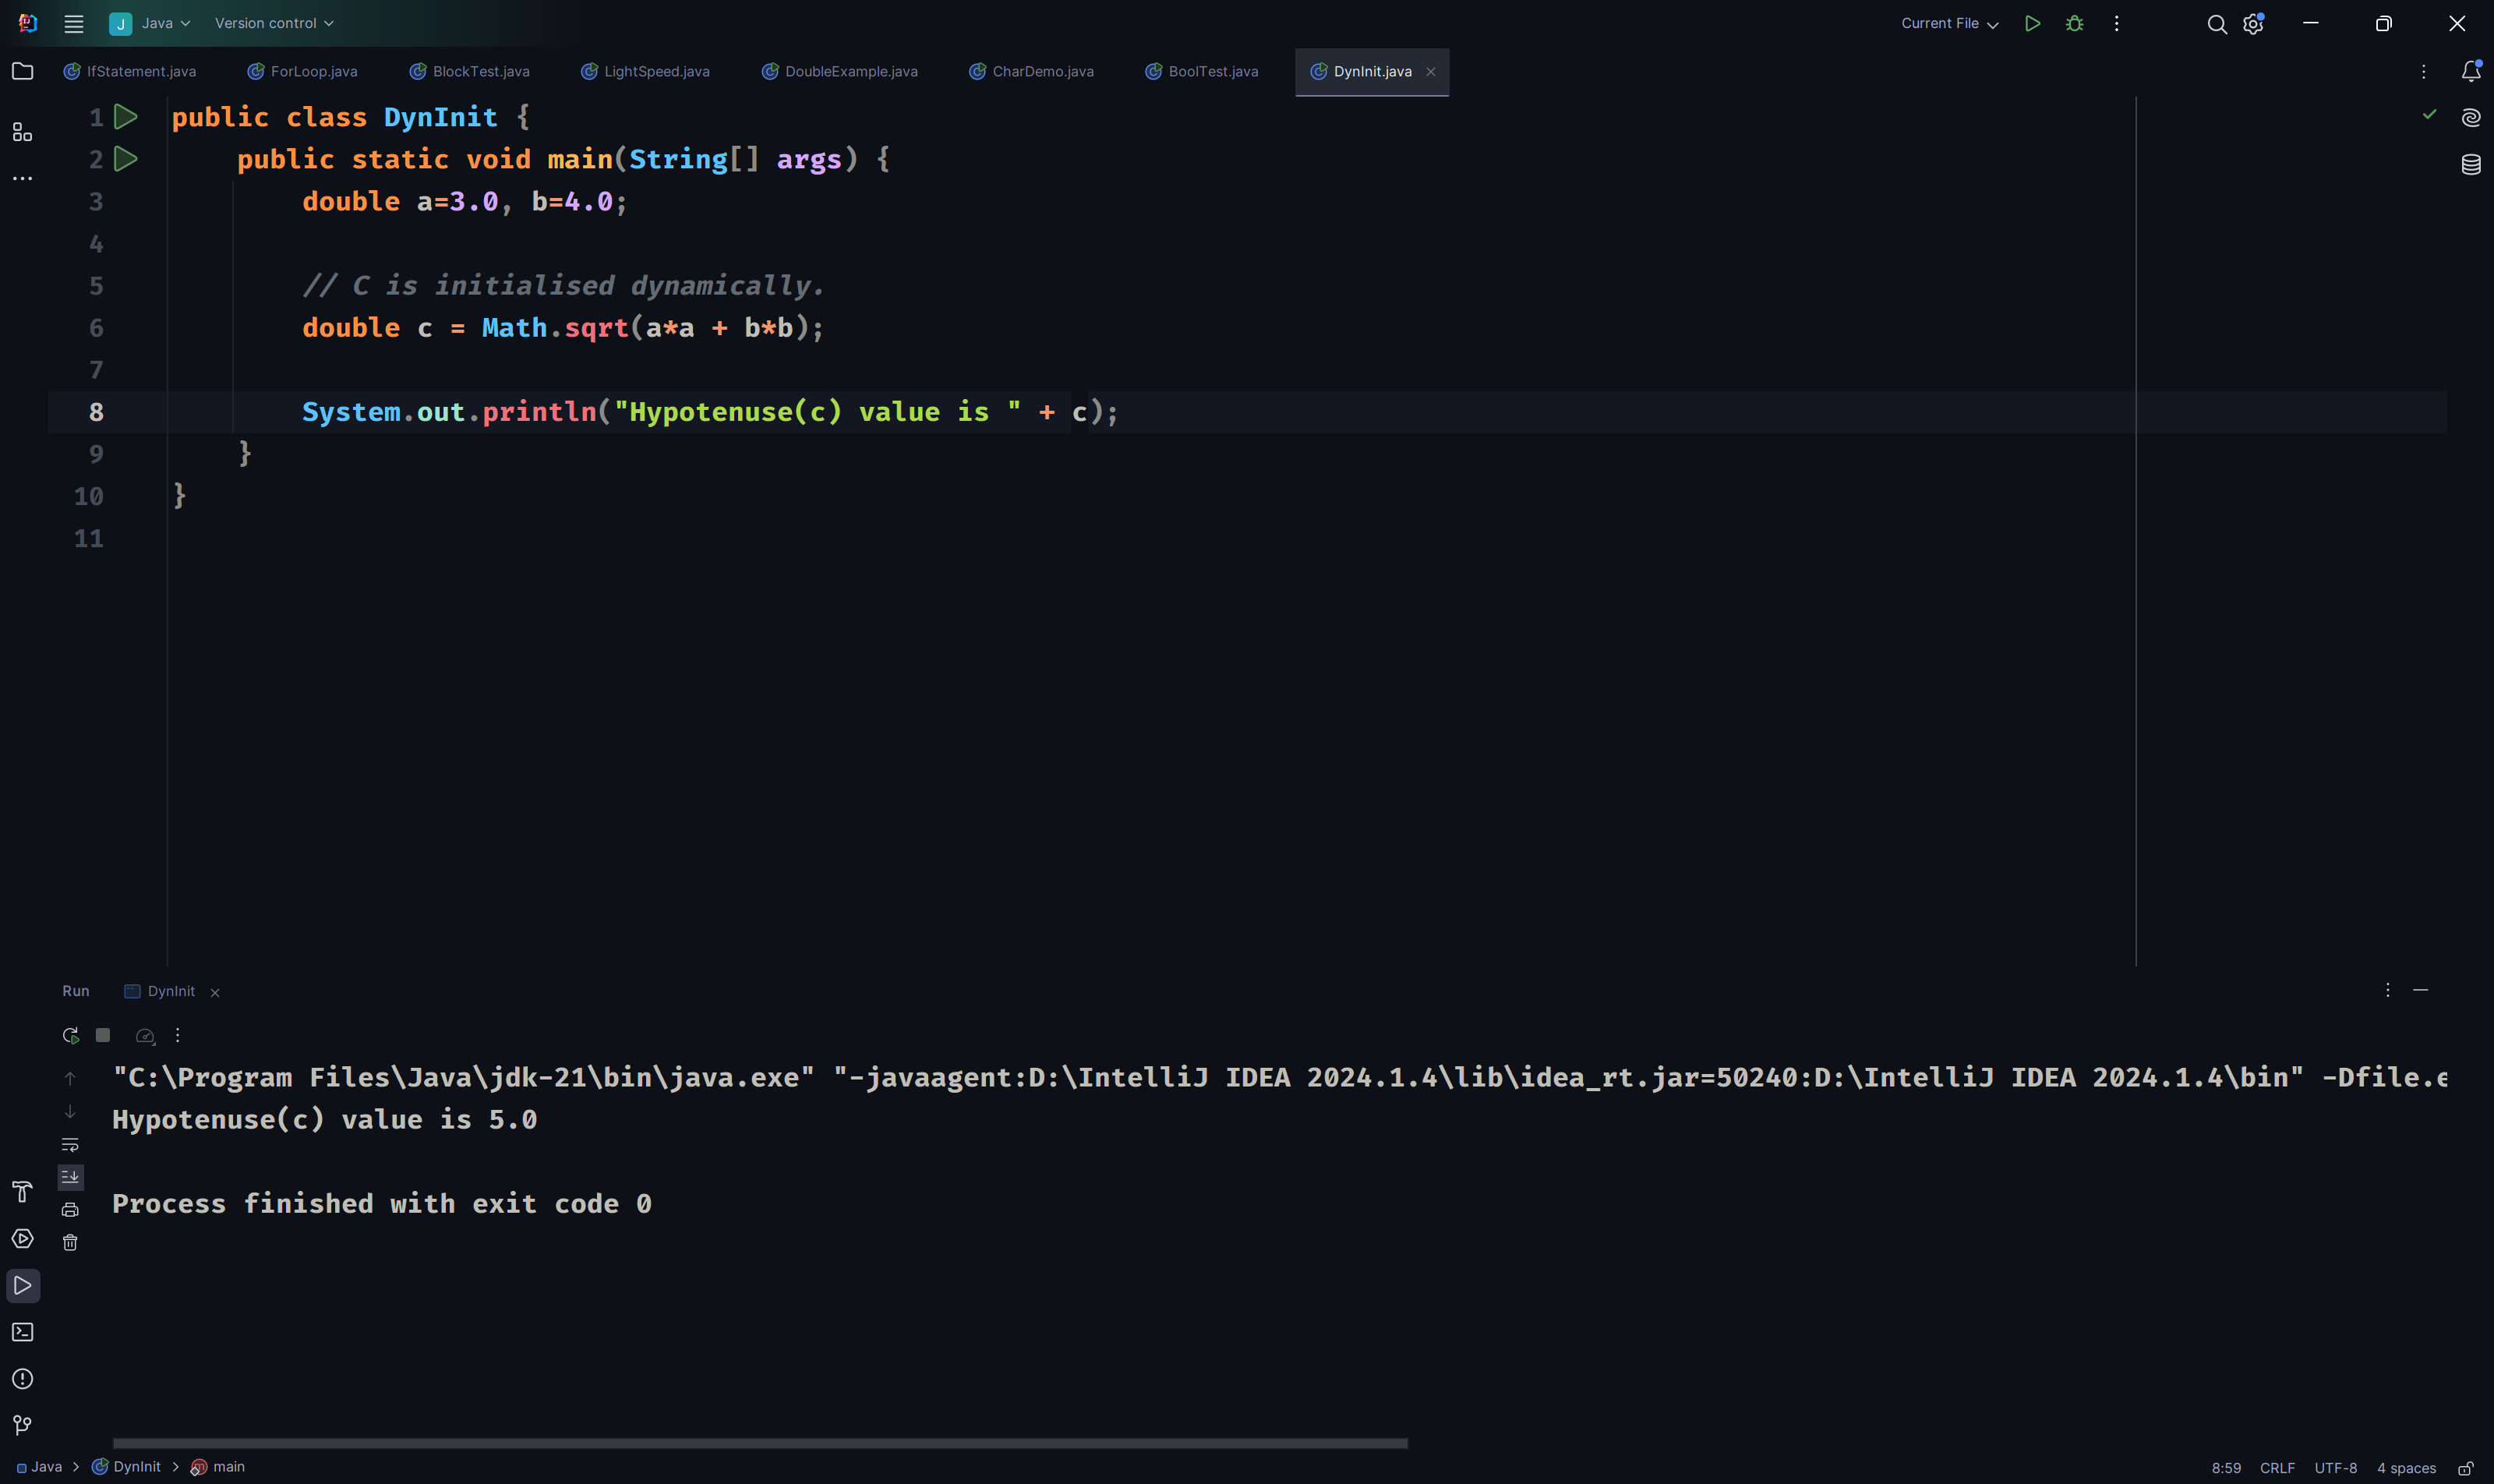 J Java Version control Current File
IfStatement.java ForLoop.java BlockTest.java LightSpeed.java DoubleExample.java CharDemo.java BoolTest.java DynInit.java
1 public class DynInit {
2     public static void main(String[] args) {
3         double a=3.0, b=4.0;
4
5         // C is initialised dynamically.
6         double c = Math.sqrt(a*a + b*b);
7
8         System.out.println("Hypotenuse(c) value is " + c);
9     }
10 }
11
Run DynInit
"C:\Program Files\Java\jdk-21\bin\java.exe" "-javaagent:D:\IntelliJ IDEA 2024.1.4\lib\idea_rt.jar=50240:D:\IntelliJ IDEA 2024.1.4\bin" -Dfile.e
Hypotenuse(c) value is 5.0
Process finished with exit code 0
Java > DynInit > main 8:59 CRLF UTF-8 4 spaces